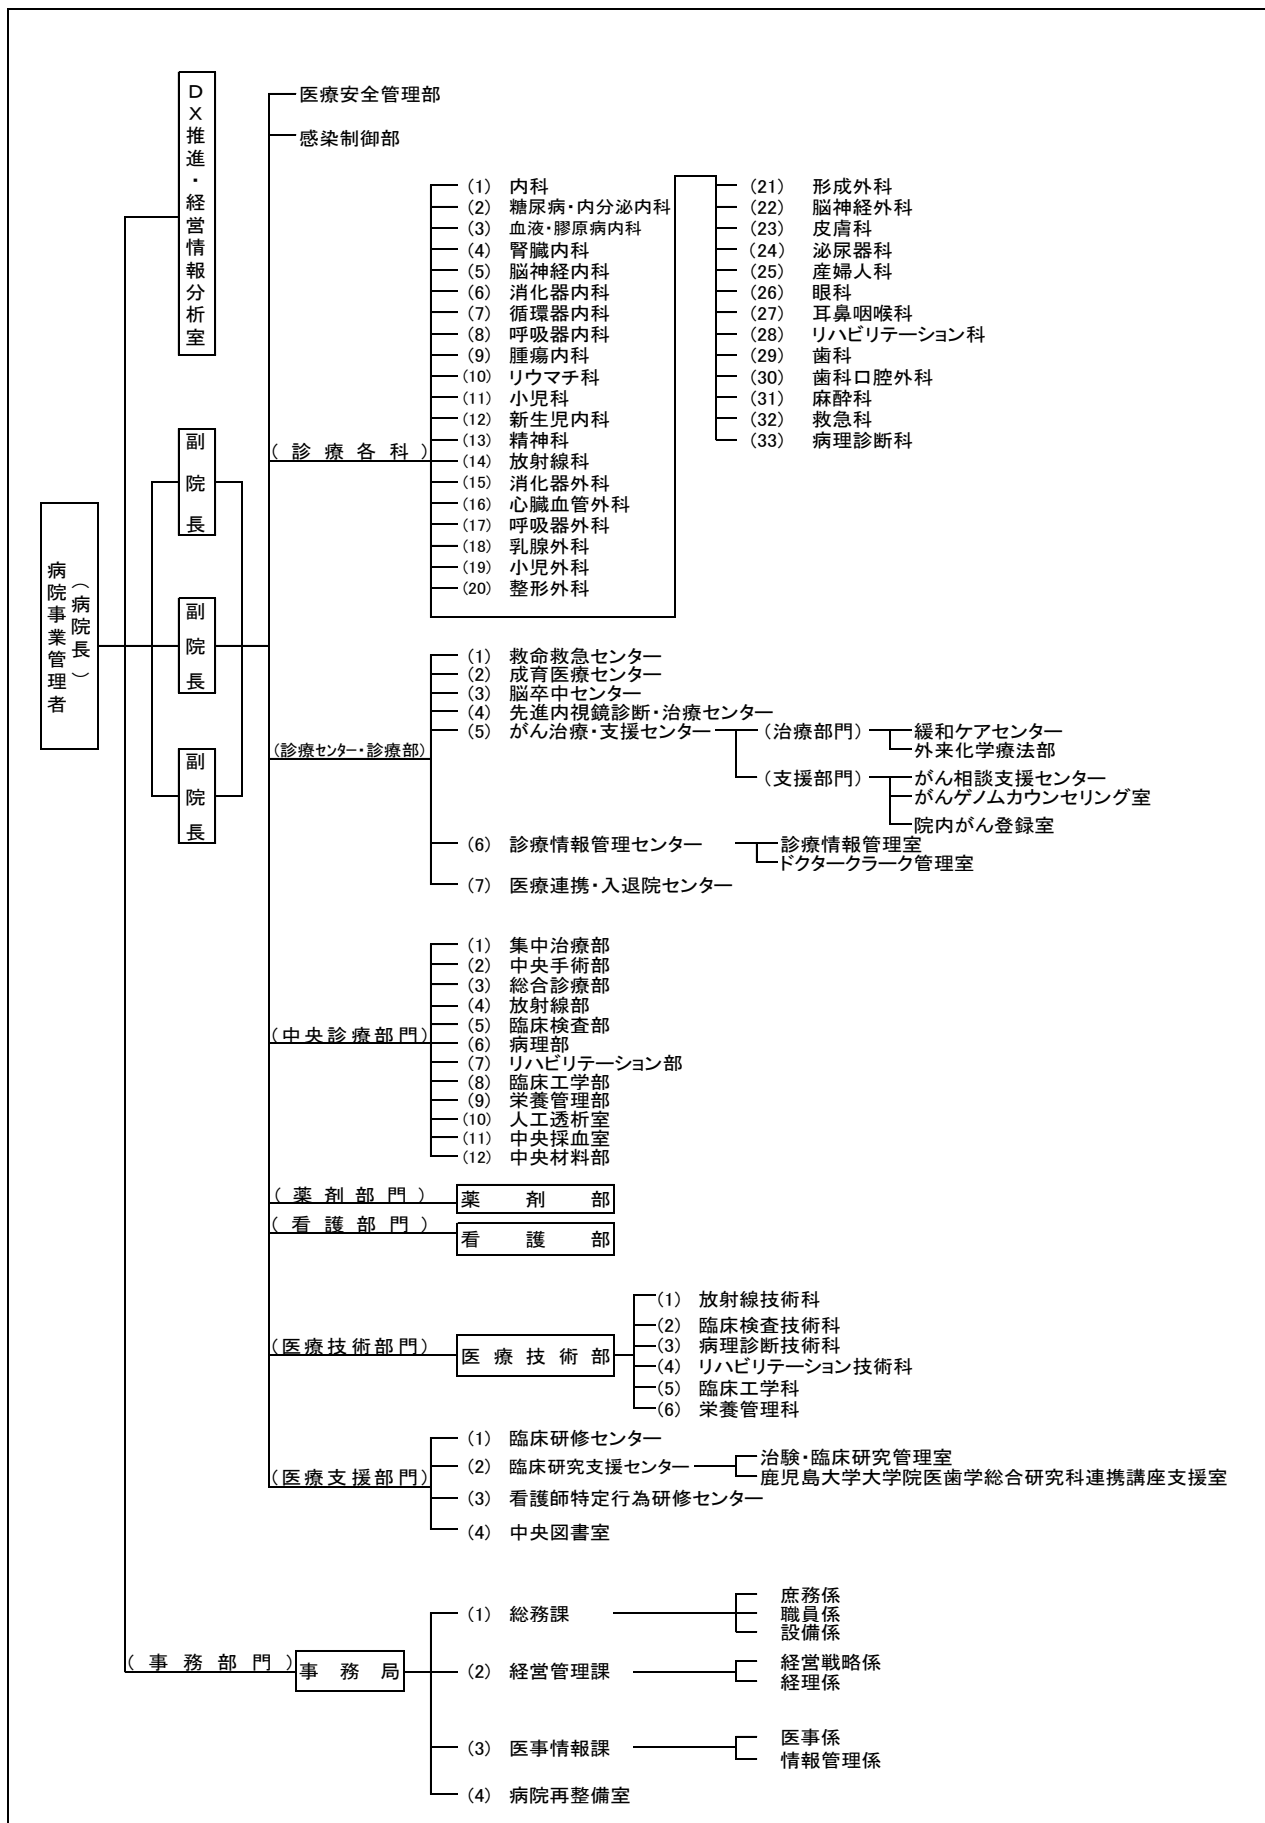 DX推進・経営情報分析室
病院事業管理者
（病院長）
副院長
副院長
副院長
医療安全管理部
感染制御部
(診療各科)
(1) 内科
(2) 糖尿病・内分泌内科
(3) 血液・膠原病内科
(4) 腎臓内科
(5) 脳神経内科
(6) 消化器内科
(7) 循環器内科
(8) 呼吸器内科
(9) 腫瘍内科
(10) リウマチ科
(11) 小児科
(12) 新生児内科
(13) 精神科
(14) 放射線科
(15) 消化器外科
(16) 心臓血管外科
(17) 呼吸器外科
(18) 乳腺外科
(19) 小児外科
(20) 整形外科
(21) 形成外科
(22) 脳神経外科
(23) 皮膚科
(24) 泌尿器科
(25) 産婦人科
(26) 眼科
(27) 耳鼻咽喉科
(28) リハビリテーション科
(29) 歯科
(30) 歯科口腔外科
(31) 麻酔科
(32) 救急科
(33) 病理診断科
(診療センター・診療部)
(1) 救命救急センター
(2) 成育医療センター
(3) 脳卒中センター
(4) 先進内視鏡診断・治療センター
(5) がん治療・支援センター
(治療部門)
緩和ケアセンター
外来化学療法部
(支援部門)
がん相談支援センター
がんゲノムカウンセリング室
院内がん登録室
(6) 診療情報管理センター
診療情報管理室
ドクタークラーク管理室
(7) 医療連携・入退院センター
(中央診療部門)
(1) 集中治療部
(2) 中央手術部
(3) 総合診療部
(4) 放射線部
(5) 臨床検査部
(6) 病理部
(7) リハビリテーション部
(8) 臨床工学部
(9) 栄養管理部
(10) 人工透析室
(11) 中央採血室
(12) 中央材料部
(薬剤部門)
薬剤部
(看護部門)
看護部
(医療技術部門)
医療技術部
(1) 放射線技術科
(2) 臨床検査技術科
(3) 病理診断技術科
(4) リハビリテーション技術科
(5) 臨床工学科
(6) 栄養管理科
(医療支援部門)
(1) 臨床研修センター
(2) 臨床研究支援センター
治験・臨床研究管理室
鹿児島大学大学院医歯学総合研究科連携講座支援室
(3) 看護師特定行為研修センター
(4) 中央図書室
(事務部門)
事務局
(1) 総務課
庶務係
職員係
設備係
(2) 経営管理課
経営戦略係
経理係
(3) 医事情報課
医事係
情報管理係
(4) 病院再整備室